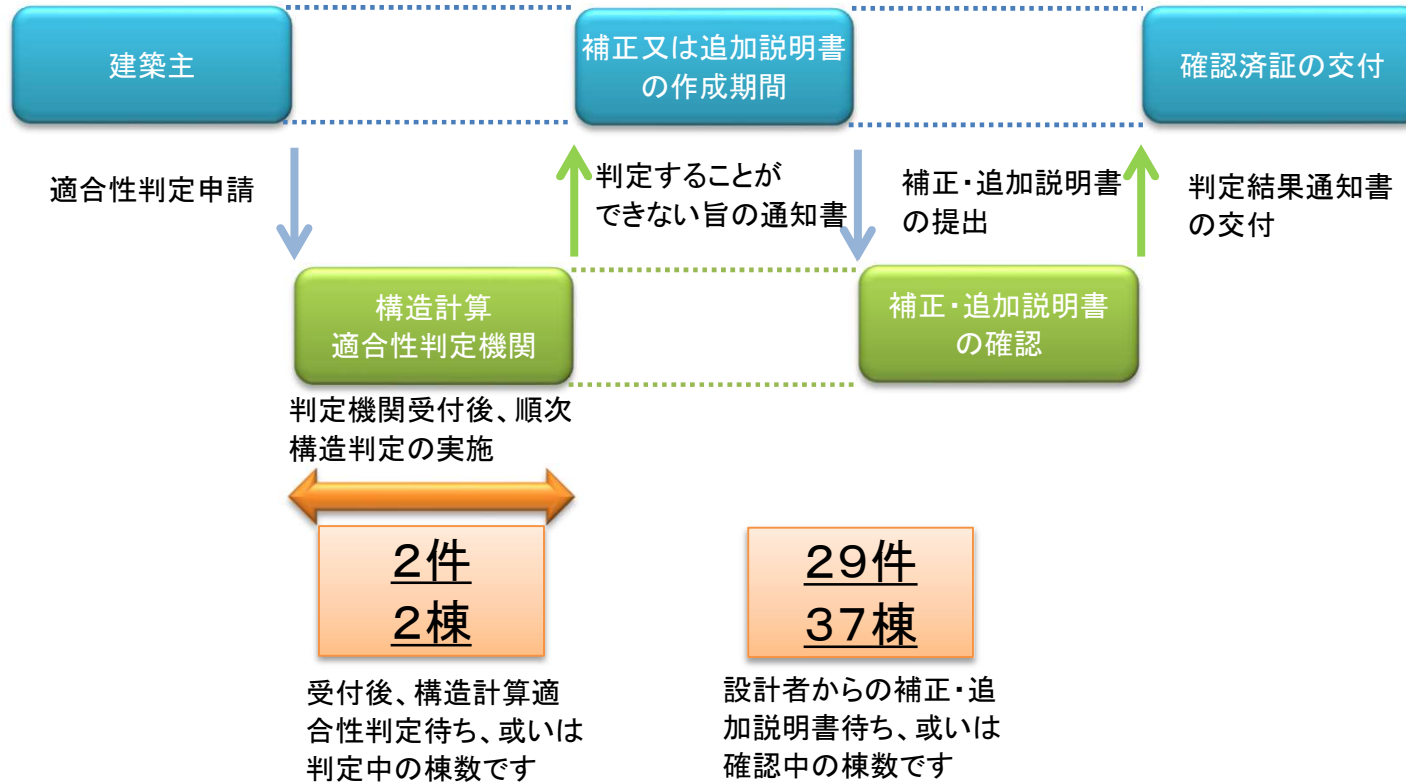 建築主
補正又は追加説明書
の作成期間
確認済証の交付
適合性判定申請
判定することが
できない旨の通知書
補正・追加説明書
の提出
判定結果通知書
の交付
構造計算
適合性判定機関
補正・追加説明書
の確認
判定機関受付後、順次
構造判定の実施
２件
２棟
２９件
３７棟
受付後、構造計算適
合性判定待ち、或いは
判定中の棟数です
設計者からの補正・追
加説明書待ち、或いは
確認中の棟数です